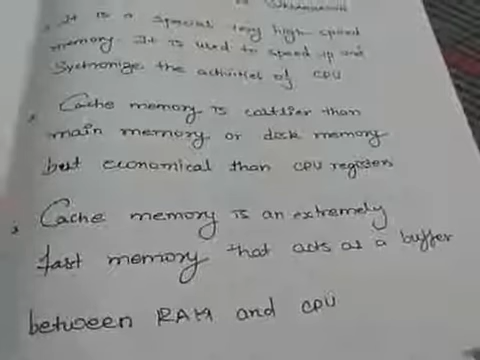 It is a special very high speed
memory. It is used to speed up and
Sychronize the activities of CPU
Cache memory is costlier than
main memory or disk memory
but economical than CPU registers
Cache memory is an extremely
fast memory that acts as a buffer
between RAM and CPU